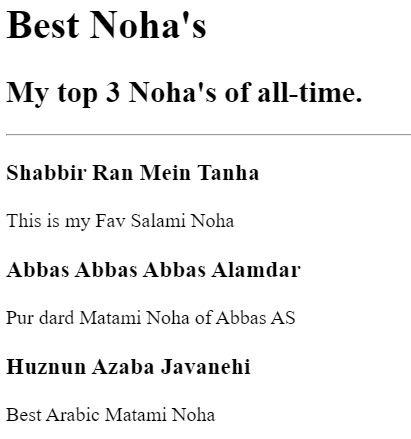 Best Noha's
My top 3 Noha's of all-time.
Shabbir Ran Mein Tanha
This is my Fav Salami Noha
Abbas Abbas Abbas Alamdar
Pur dard Matami Noha of Abbas AS
Huznun Azaba Javanehi
Best Arabic Matami Noha